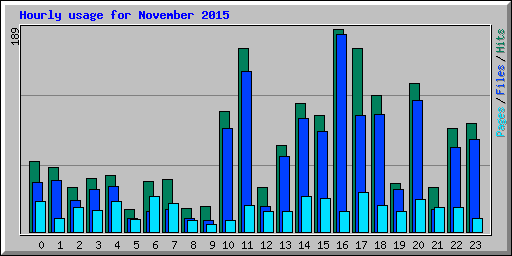 Hourly usage for November 2015
189
Pages/Files/Hits
0 1 2 3 4 5 6 7 8 9 10 11 12 13 14 15 16 17 18 19 20 21 22 23